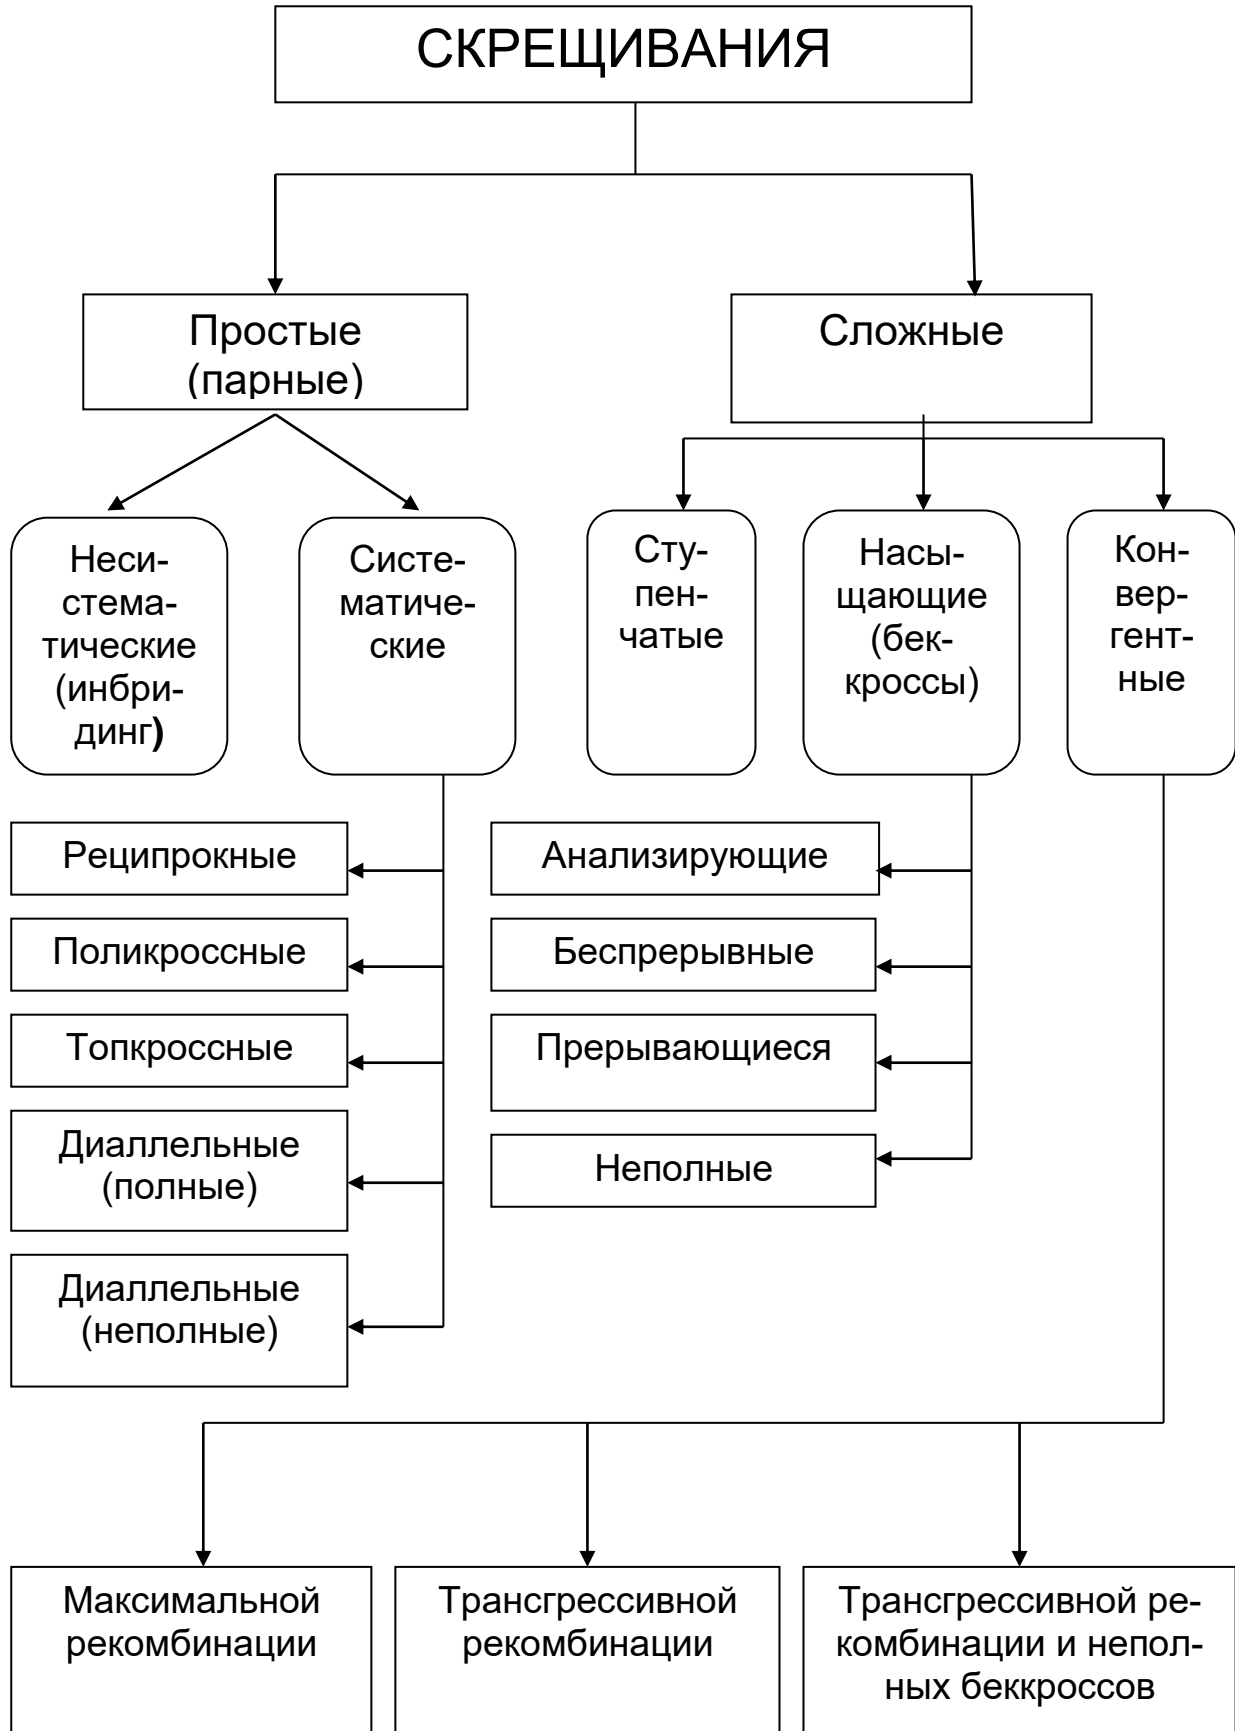 СКРЕЩИВАНИЯ
Простые
(парные)
Сложные
Неси-
стема-
тические
(инбри-
динг)
Систе-
матиче-
ские
Сту-
пен-
чатые
Насы-
щающие
(бек-
кроссы)
Кон-
вер-
гент-
ные
Реципрокные
Поликроссные
Топкроссные
Диаллельные
(полные)
Диаллельные
(неполные)
Анализирующие
Беспрерывные
Прерывающиеся
Неполные
Максимальной
рекомбинации
Трансгрессивной
рекомбинации
Трансгрессивной ре-
комбинации и непол-
ных беккроссов